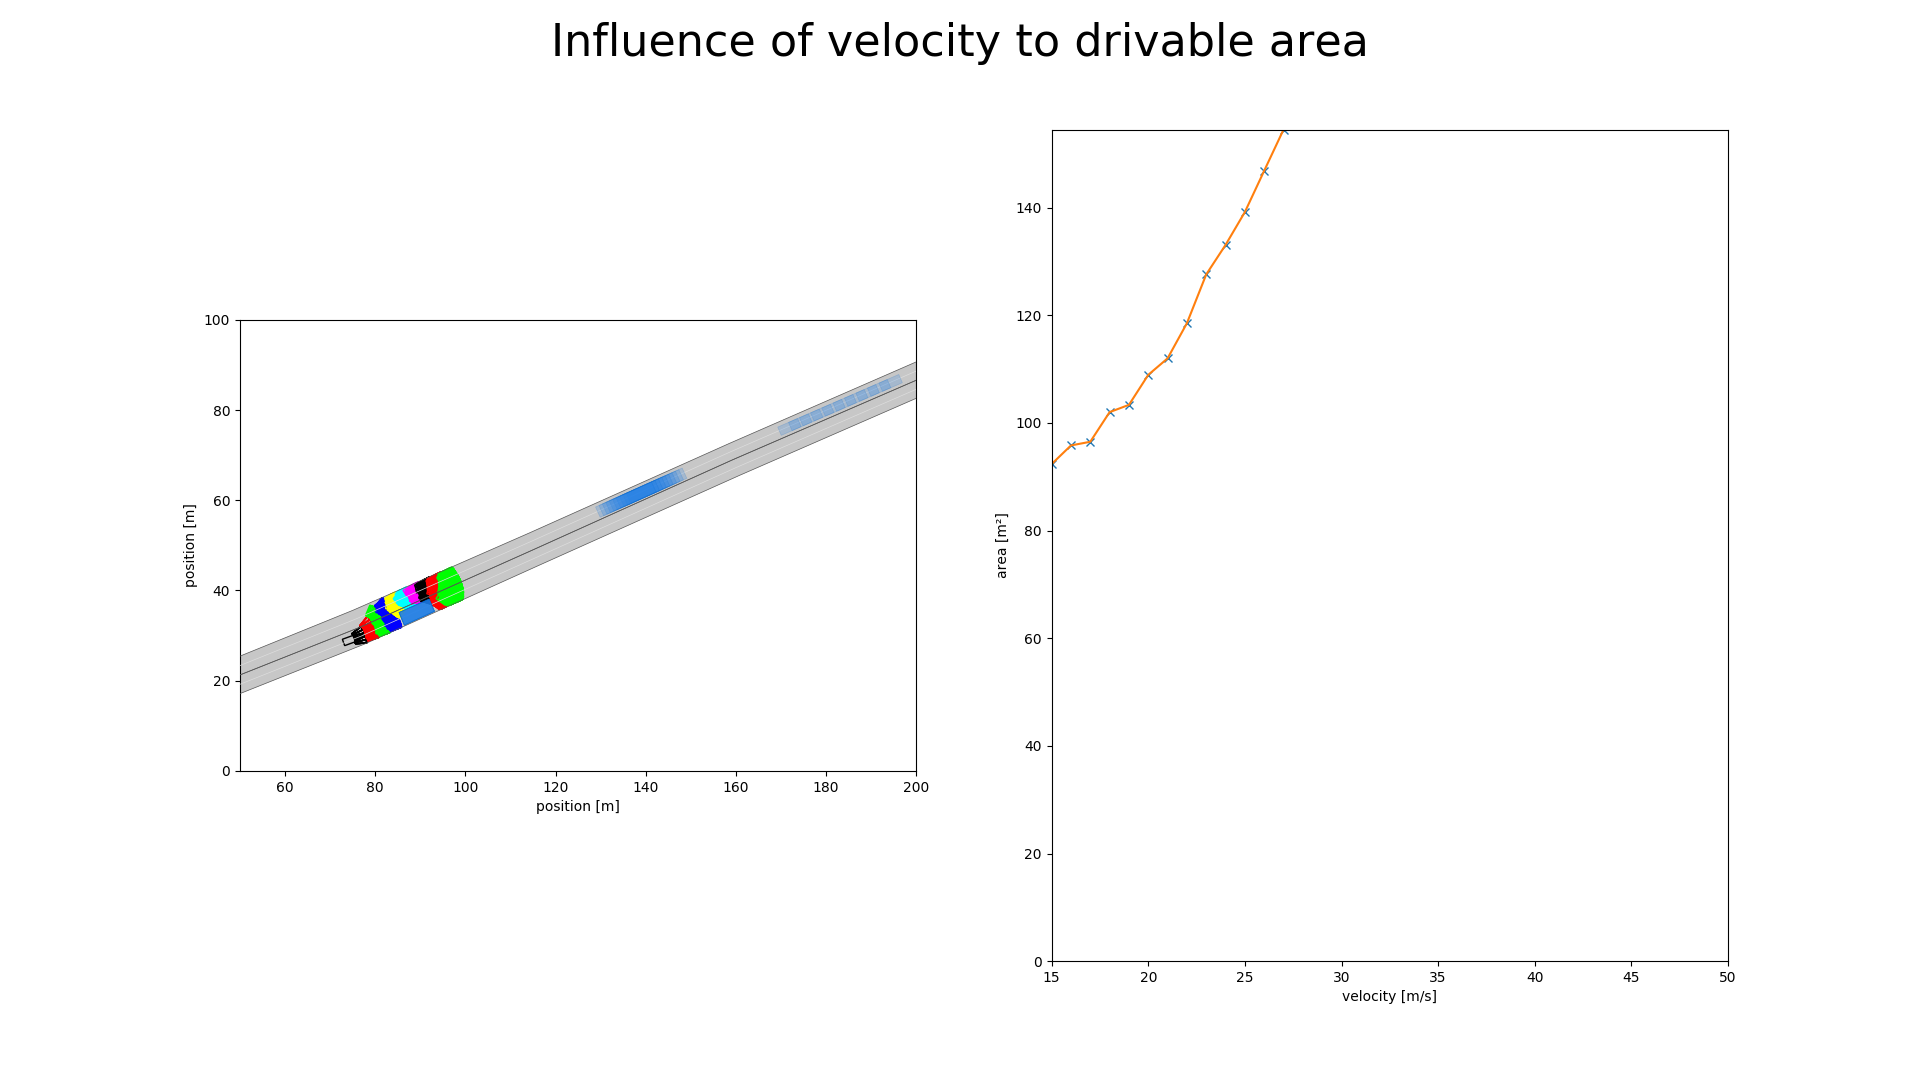 Influence of velocity to drivable area
100
80
60
40
20
0
position [m]
60 80 100 120 140 160 180 200
position [m]
140
120
100
80
60
40
20
0
area [m²]
15 20 25 30 35 40 45 50
velocity [m/s]